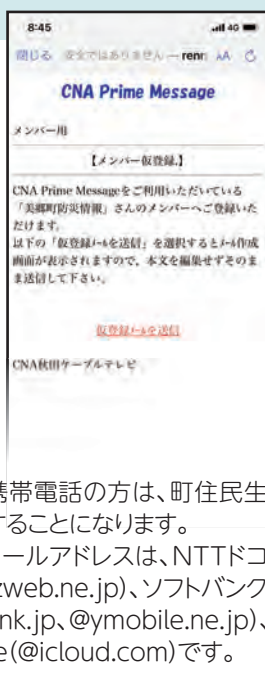 8:45
4G
閉じる 安全ではありません — renr AA
CNA Prime Message
メンバー用
【メンバー仮登録】
CNA Prime Messageをご利用いただいている
「美郷町防災情報」さんのメンバーへご登録いた
だけます。
以下の「仮登録ﾒｰﾙを送信」を選択するとﾒｰﾙ作成
画面が表示されますので、本文を編集せずそのま
ま送信して下さい。
仮登録ﾒｰﾙを送信
CNA秋田ケーブルテレビ
携帯電話の方は、町住民生
することになります。
ールアドレスは、NTTドコ
zweb.ne.jp)、ソフトバンク
nk.jp、@ymobile.ne.jp)、
e(@icloud.com)です。